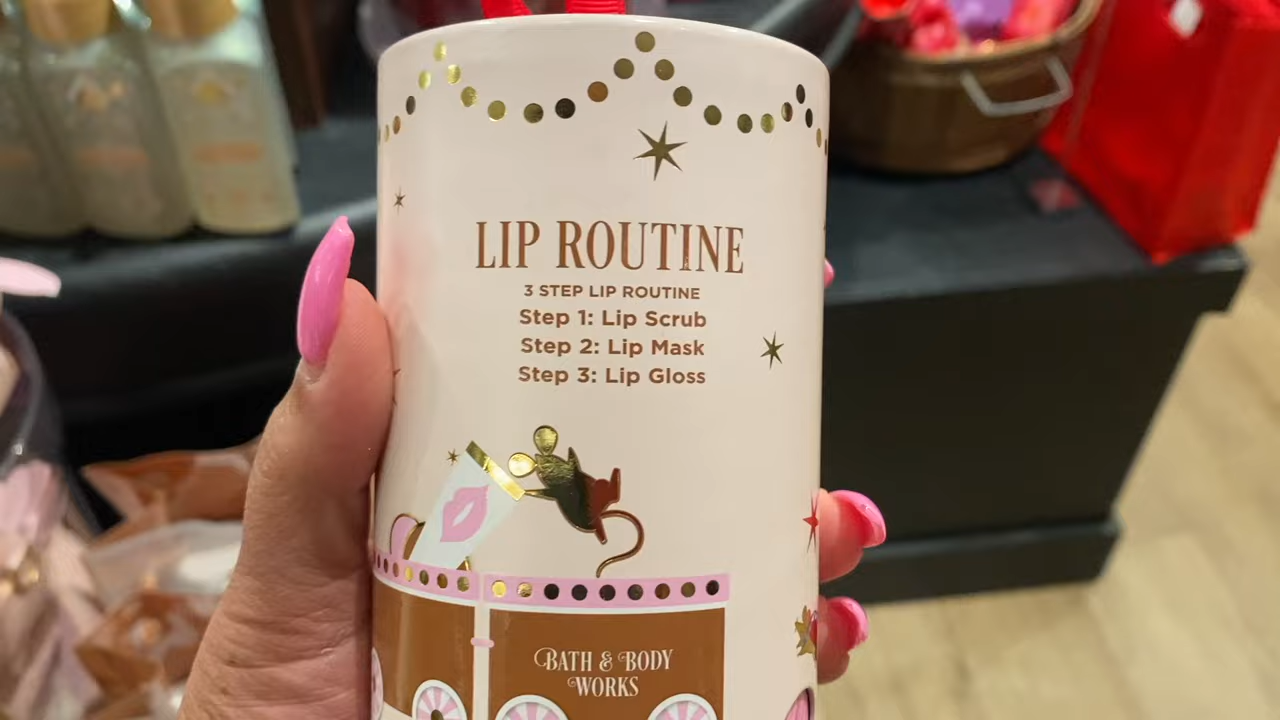 LIP ROUTINE
3 STEP LIP ROUTINE
Step 1: Lip Scrub
Step 2: Lip Mask
Step 3: Lip Gloss
BATH & BODY
WORKS